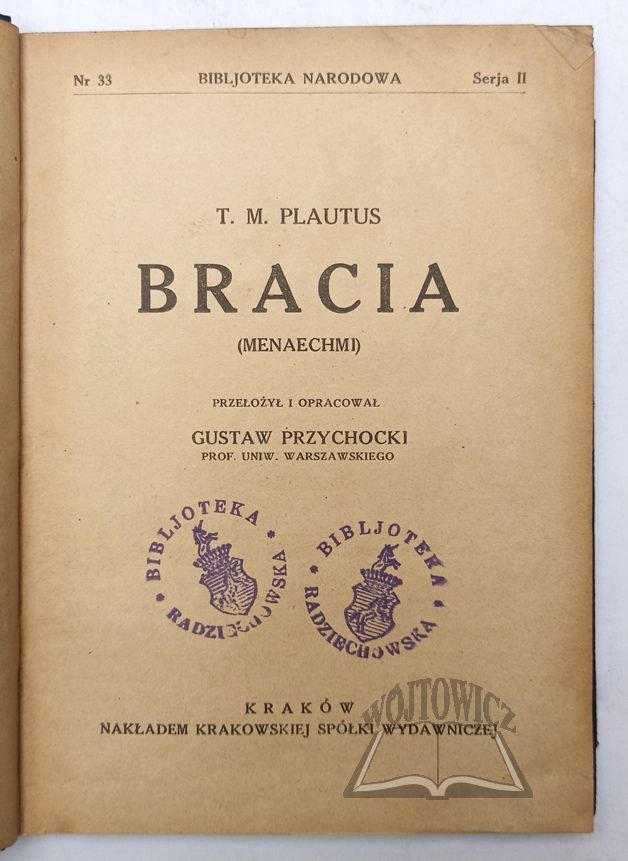 Nr 33 BIBLJOTEKA NARODOWA Serja II
T. M. PLAUTUS
BRACIA
(MENAECHMI)
PRZEŁOŻYŁ I OPRACOWAŁ
GUSTAW PRZYCHOCKI
PROF. UNIW. WARSZAWSKIEGO
* BIBLJOTEKA *
RADZIECHOWSKA
* BIBLJOTEKA *
RADZIECHOWSKA
KRAKÓW
NAKŁADEM KRAKOWSKIEJ SPÓŁKI WYDAWNICZEJ
WÓJTOWICZ